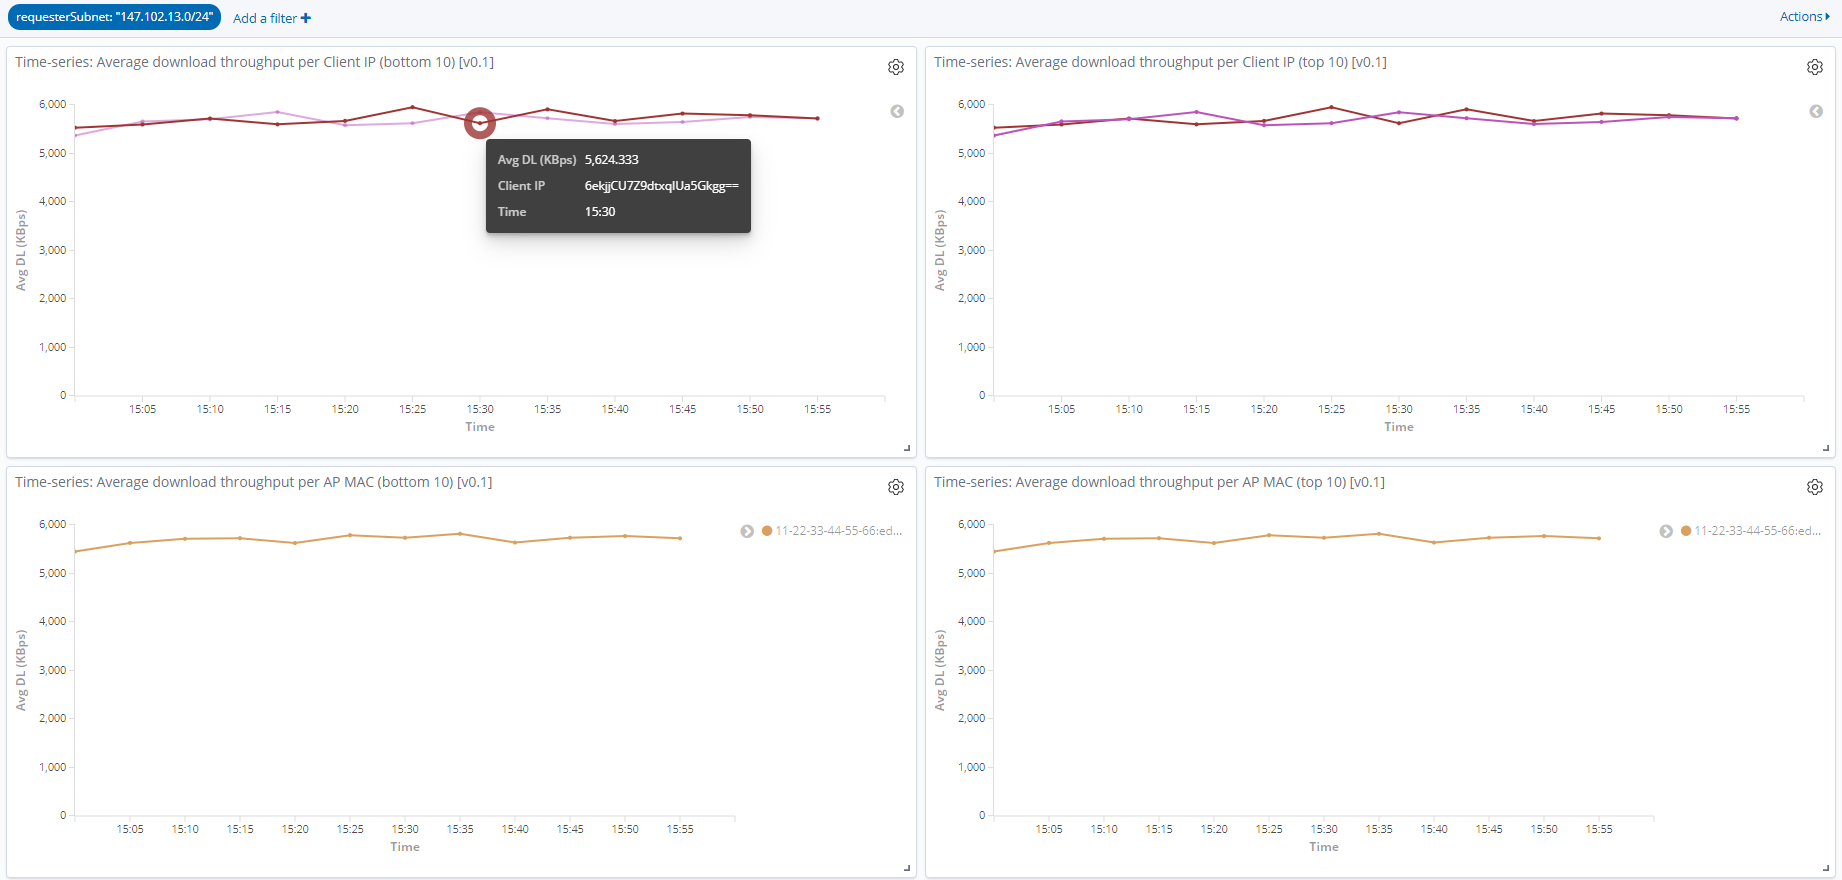 requesterSubnet: "147.102.13.0/24" Add a filter + Actions
Time-series: Average download throughput per Client IP (bottom 10) [v0.1]
6,000
5,000
4,000
3,000
2,000
1,000
0
Avg DL (KBps)
15:05 15:10 15:15 15:20 15:25 15:30 15:35 15:40 15:45 15:50 15:55
Time
Avg DL (KBps) 5,624.333
Client IP 6ekjjCU7Z9dtxqIUa5Gkgg==
Time 15:30
Time-series: Average download throughput per Client IP (top 10) [v0.1]
6,000
5,000
4,000
3,000
2,000
1,000
0
Avg DL (KBps)
15:05 15:10 15:15 15:20 15:25 15:30 15:35 15:40 15:45 15:50 15:55
Time
Time-series: Average download throughput per AP MAC (bottom 10) [v0.1]
6,000
5,000
4,000
3,000
2,000
1,000
0
Avg DL (KBps)
15:05 15:10 15:15 15:20 15:25 15:30 15:35 15:40 15:45 15:50 15:55
Time
11-22-33-44-55-66:ed...
Time-series: Average download throughput per AP MAC (top 10) [v0.1]
6,000
5,000
4,000
3,000
2,000
1,000
0
Avg DL (KBps)
15:05 15:10 15:15 15:20 15:25 15:30 15:35 15:40 15:45 15:50 15:55
Time
11-22-33-44-55-66:ed...